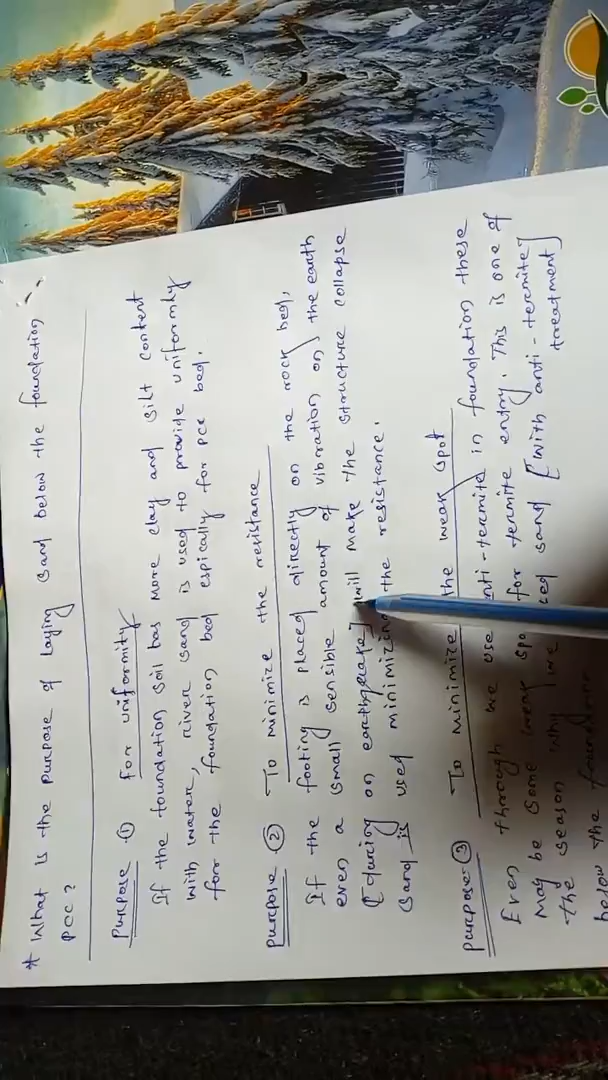 * What is the purpose of laying sand below the foundation
PCC?
Purpose ① For uniformity
If the foundation soil has more clay and silt content
with water, river sand is used to provide uniformly
for the foundation bed espically for PCC bed.
Purpose ② To minimize the resistance
If the footing is placed directly on the rock bed,
even a small sensible amount of vibration on the earth
[during on earthquake] will make the structure collapse
Sand is used minimizing the resistance.
Purpose-③ To minimize the weak spot
Even through we use anti-termite in foundation these
may be some weak for termite entry. This is one of
the season why we sand [with anti-termite
treatment]
below the